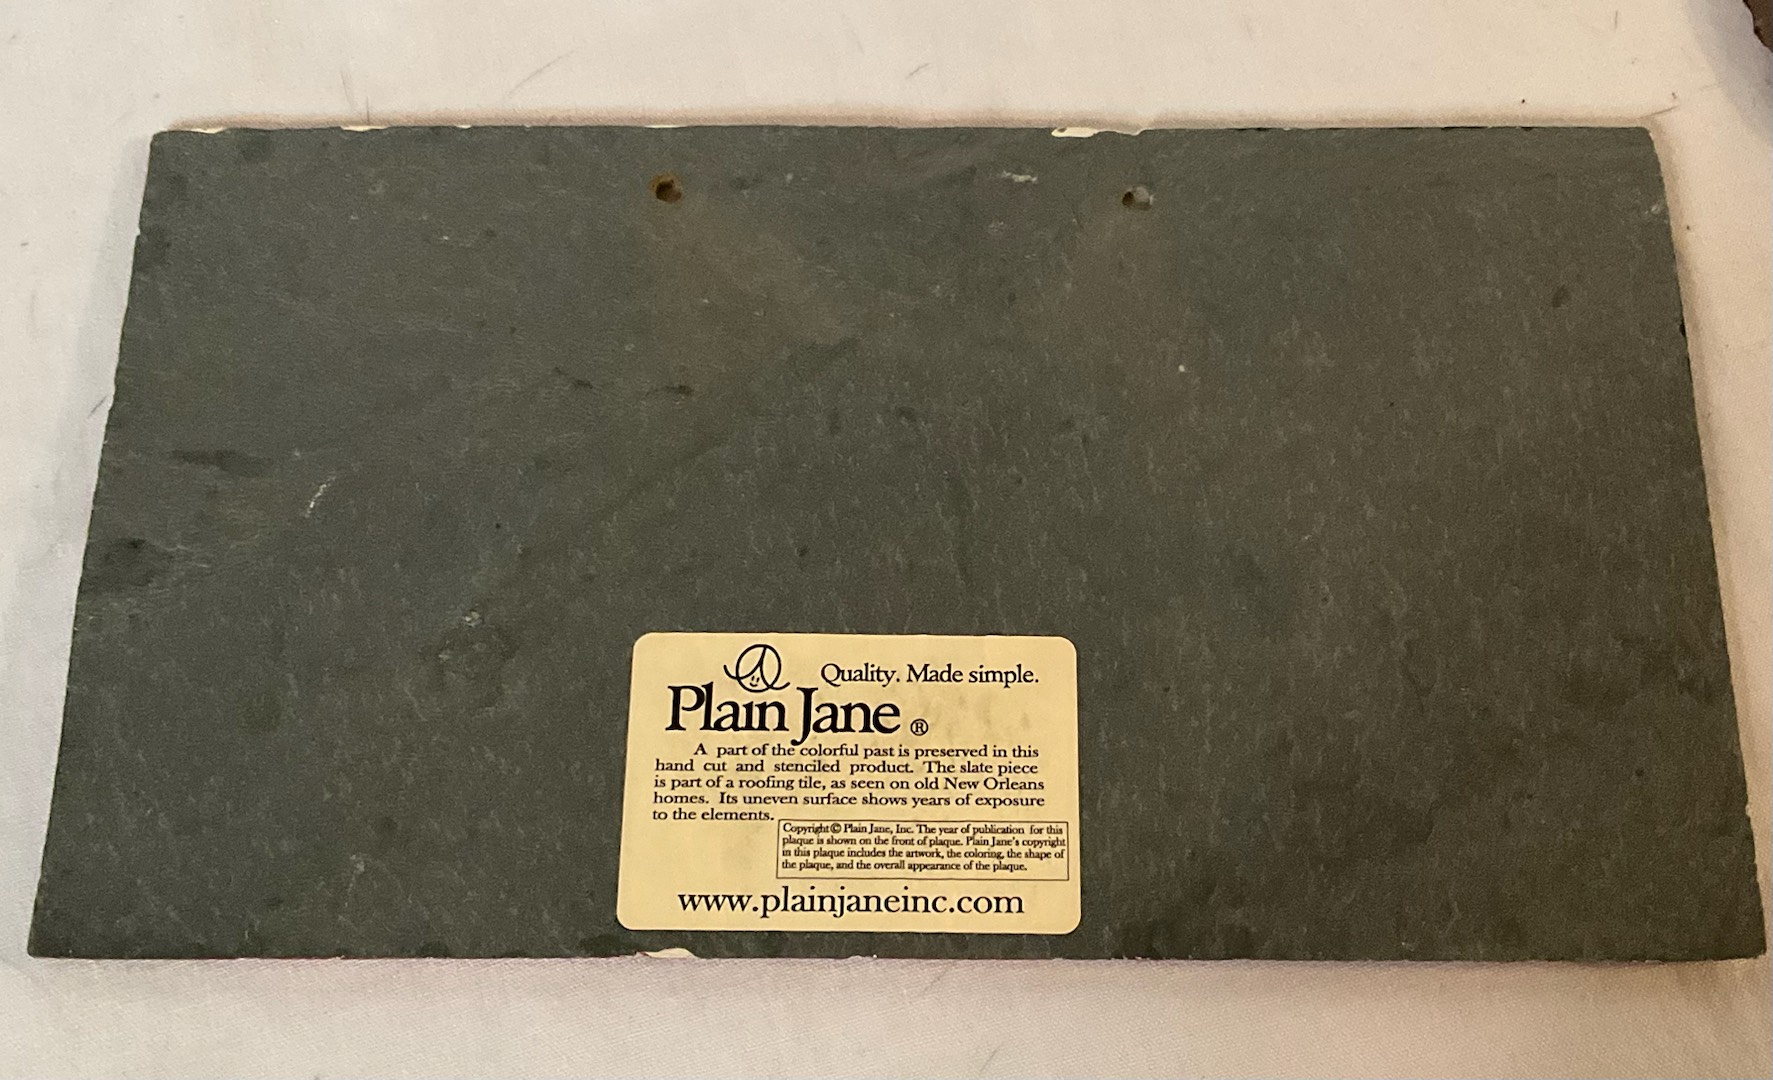 Quality. Made simple.
Plain Jane ®
A part of the colorful past is preserved in this
hand cut and stenciled product. The slate piece
is part of a roofing tile, as seen on old New Orleans
homes. Its uneven surface shows years of exposure
to the elements.
Copyright © Plain Jane, Inc. The year of publication for this
plaque is shown on the front of plaque. Plain Jane's copyright
in this plaque includes the artwork, the coloring, the shape of
the plaque, and the overall appearance of the plaque.
www.plainjaneinc.com